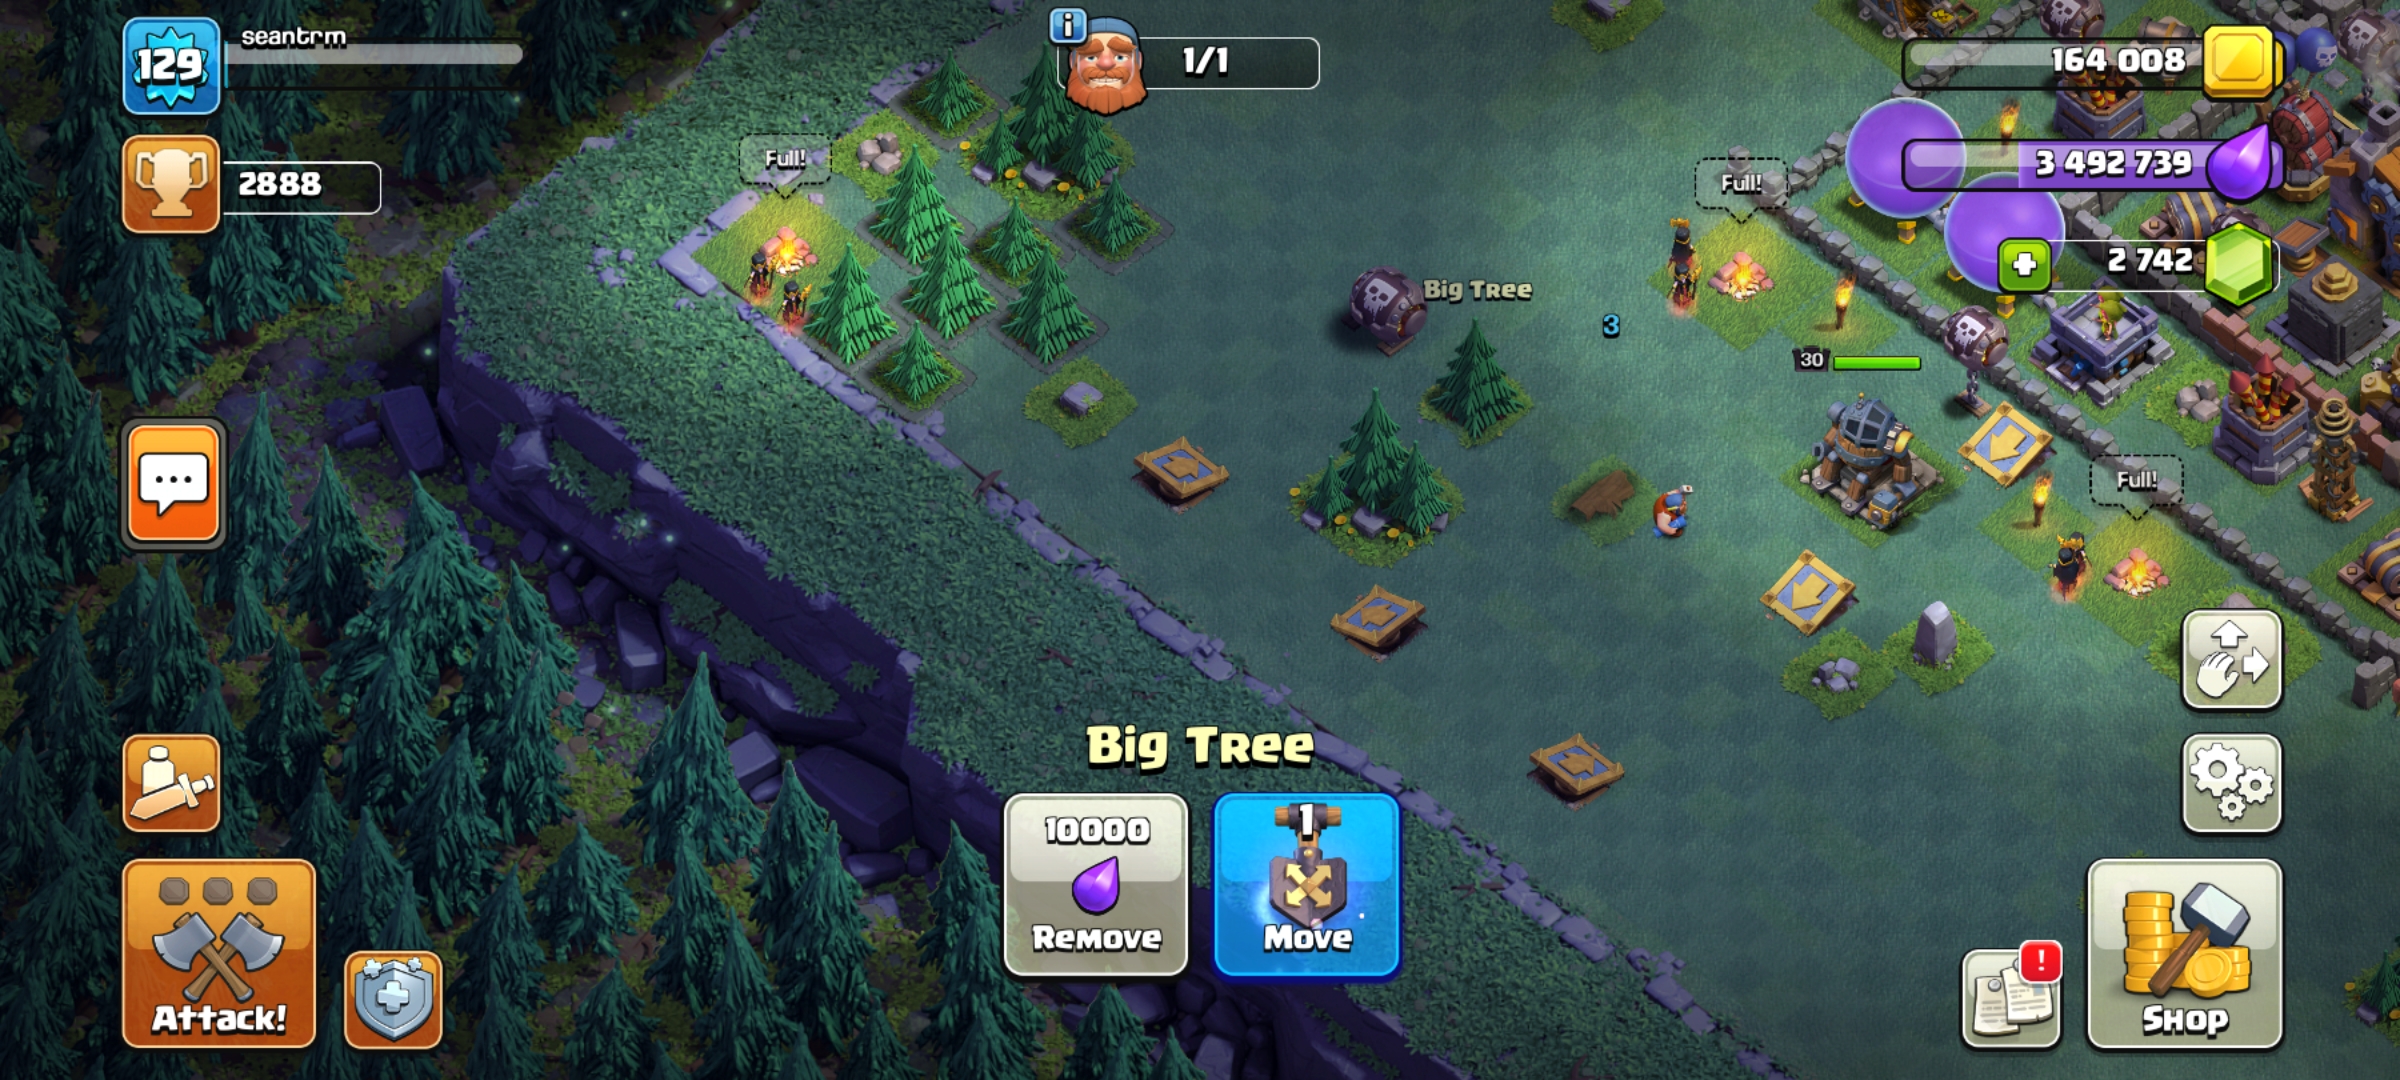 129
seantrm
1/1
164 008
2888
Full!
Full!
3 492 739
2 742
Big Tree
3
30
Full!
Big Tree
10000
Remove
1
Move
Attack!
!
Shop